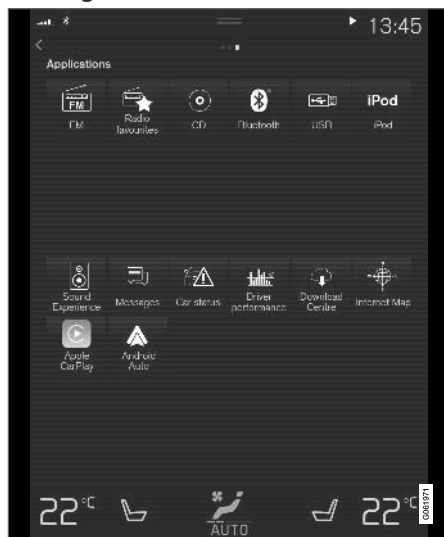 13:45
Applications
FM
iPod
FM
Radio
favourites
CD
Bluetooth
USB
iPod
Sound
Experience
Messages
Car status
Driver
performance
Download
Centre
Internet Map
Apple
CarPlay
Android
Auto
22°C
AUTO
22°C
G061971